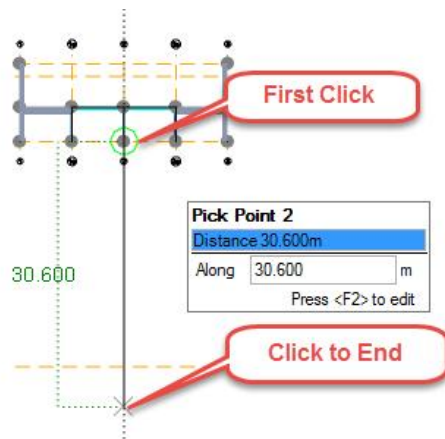 First Click
Pick Point 2
Distance 30.600m
Along 30.600 m
Press <F2> to edit
30.600
Click to End